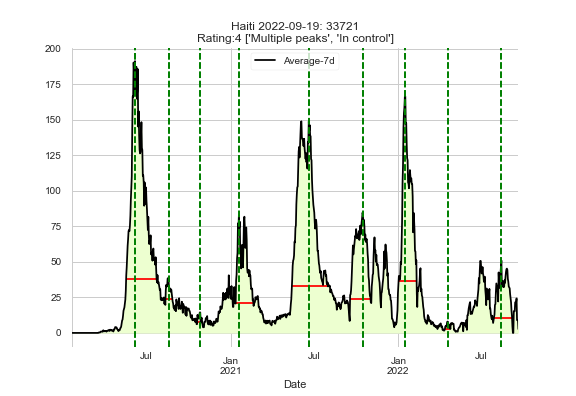 Haiti 2022-09-19: 33721
Rating:4 ['Multiple peaks', 'In control']
Average-7d
200
175
150
125
100
75
50
25
0
Jul
Jan
2021
Jul
Jan
2022
Jul
Date